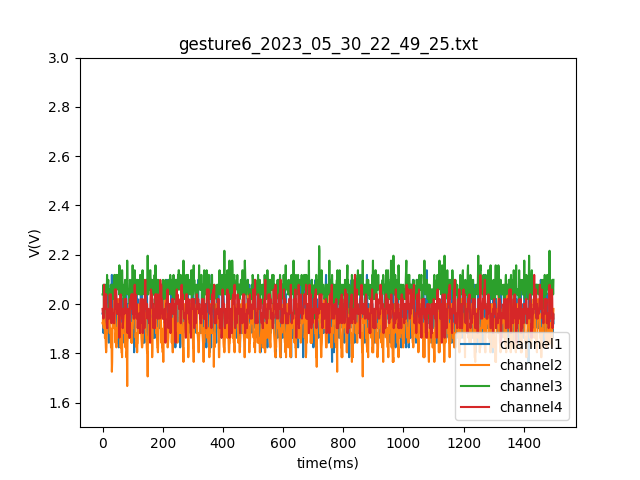 gesture6_2023_05_30_22_49_25.txt
V(V)
3.0
2.8
2.6
2.4
2.2
2.0
1.8
1.6
0 200 400 600 800 1000 1200 1400
time(ms)
channel1
channel2
channel3
channel4